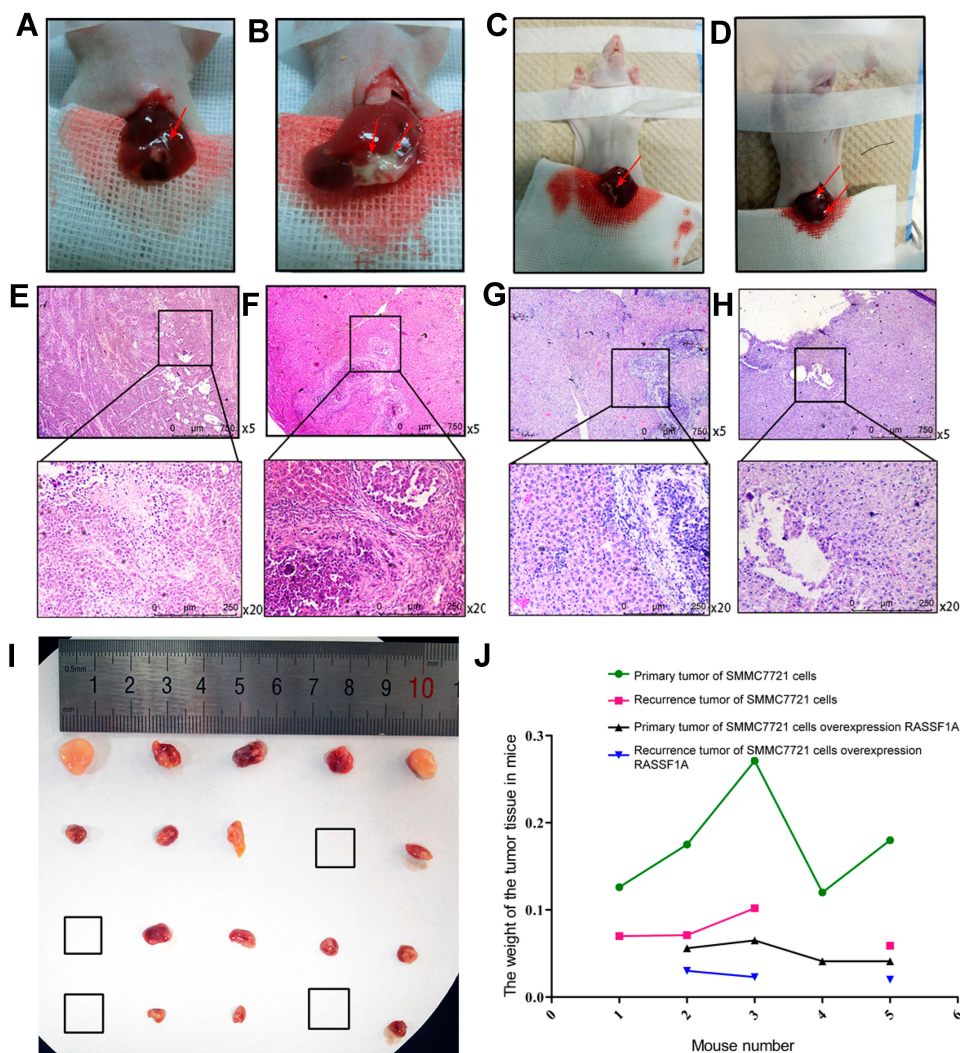 A
B
C
D
E
F
G
H
0 µm 750 x5
0 µm 750 x5
0 µm 750 x5
0 µm 750 x5
0 µm 250 x20
0 µm 250 x20
0 µm 250 x20
0 µm 250 x20
I
0.5mm mm
1 2 3 4 5 6 7 8 9 10 1
mm
J
Primary tumor of SMMC7721 cells
Recurrence tumor of SMMC7721 cells
Primary tumor of SMMC7721 cells overexpression RASSF1A
Recurrence tumor of SMMC7721 cells overexpression
RASSF1A
The weight of the tumor tissue in mice
0.3
0.2
0.1
0.0
0 1 2 3 4 5 6
Mouse number